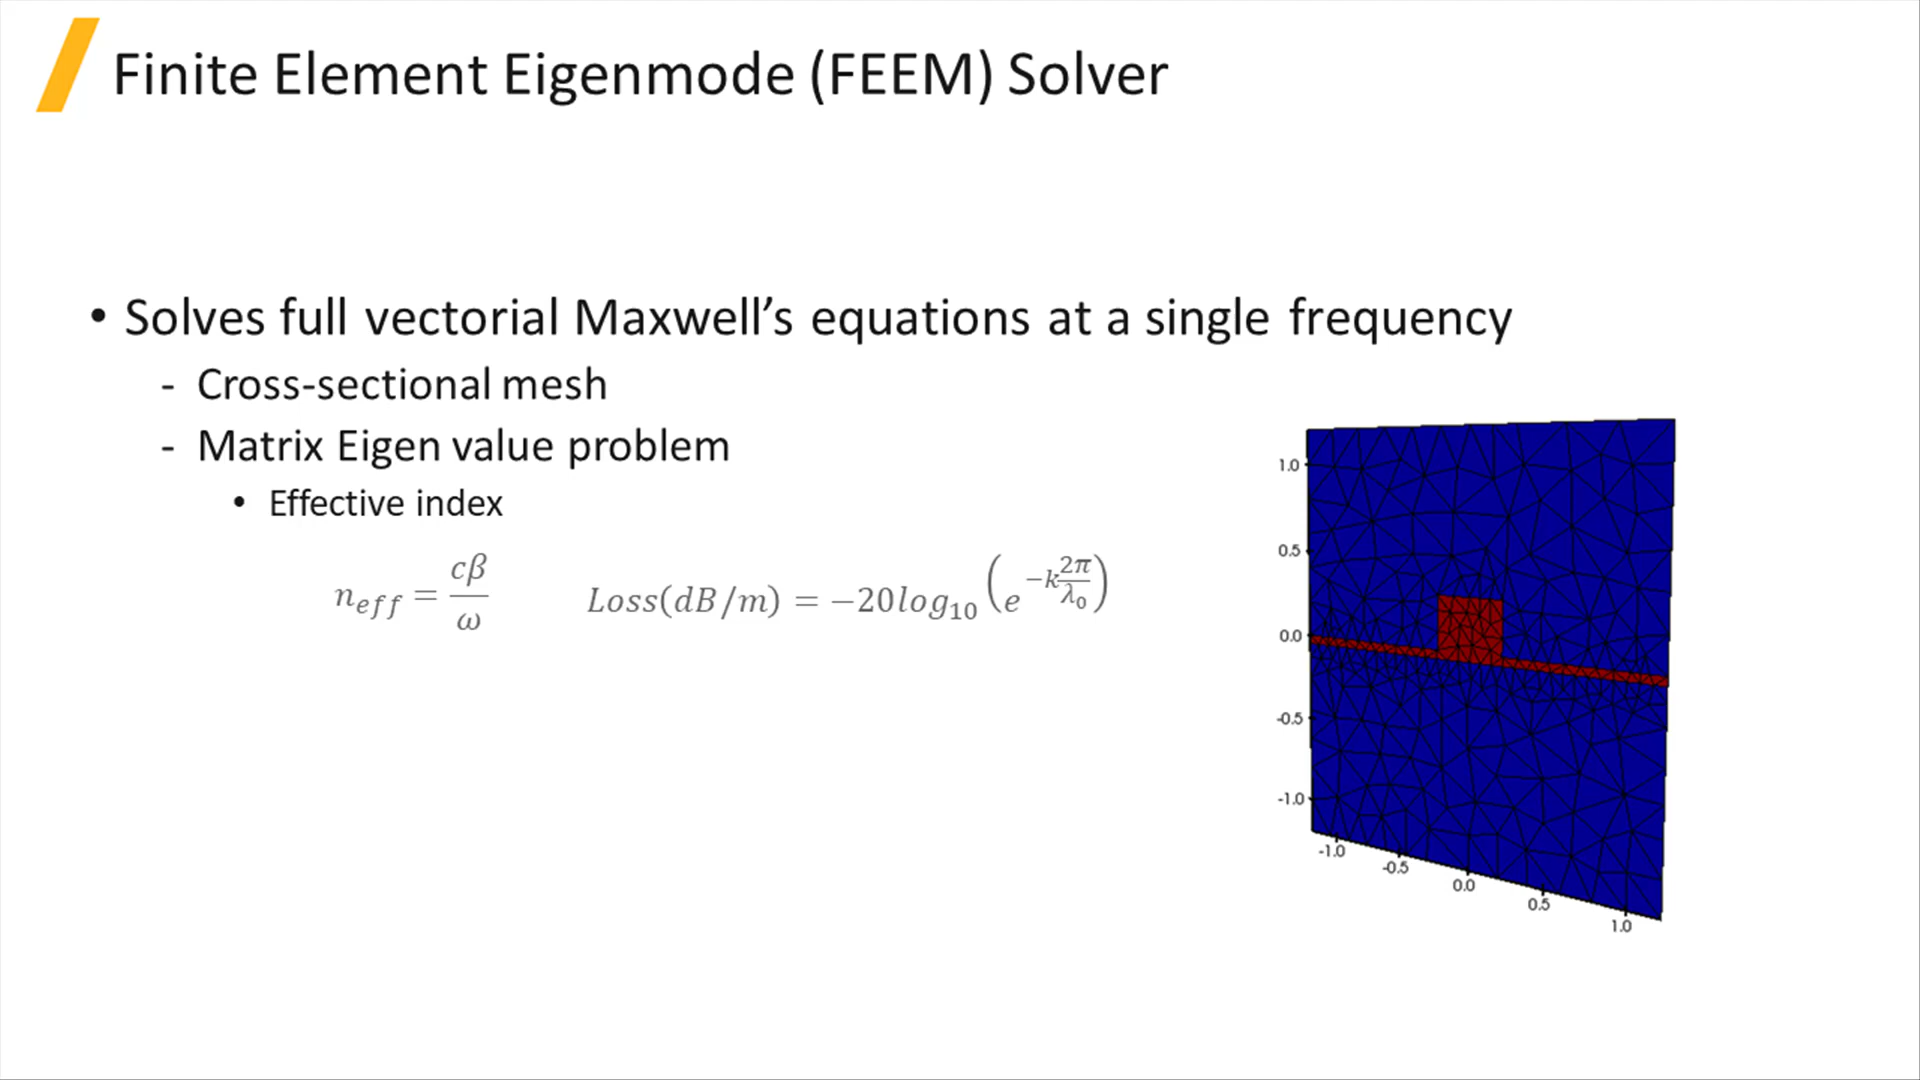 Finite Element Eigenmode (FEEM) Solver
• Solves full vectorial Maxwell’s equations at a single frequency
- Cross-sectional mesh
- Matrix Eigen value problem
• Effective index
n_eff = cβ/ω
Loss(dB/m) = −20log₁₀(e^(−k 2π/λ₀))
1.0
0.5
0.0
-0.5
-1.0
-1.0
-0.5
0.0
0.5
1.0